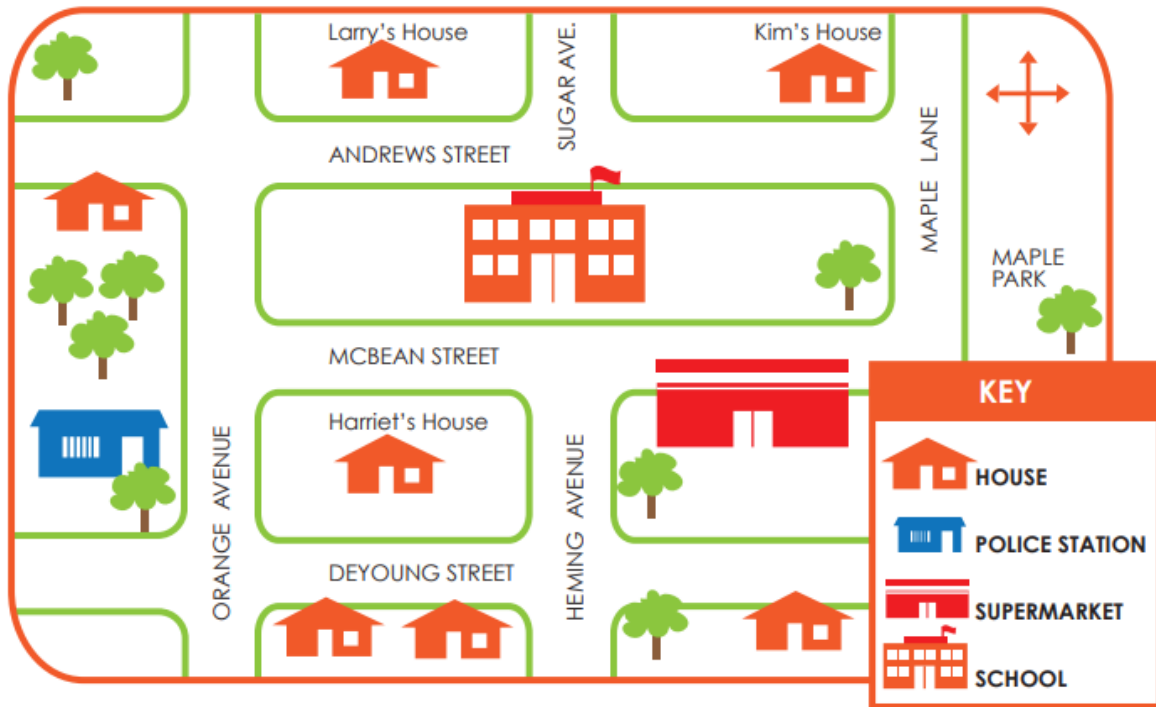 Larry's House
SUGAR AVE.
Kim's House
ANDREWS STREET
MAPLE LANE
MAPLE
PARK
MCBEAN STREET
Harriet's House
ORANGE AVENUE
HEMING AVENUE
DEYOUNG STREET
KEY
HOUSE
POLICE STATION
SUPERMARKET
SCHOOL